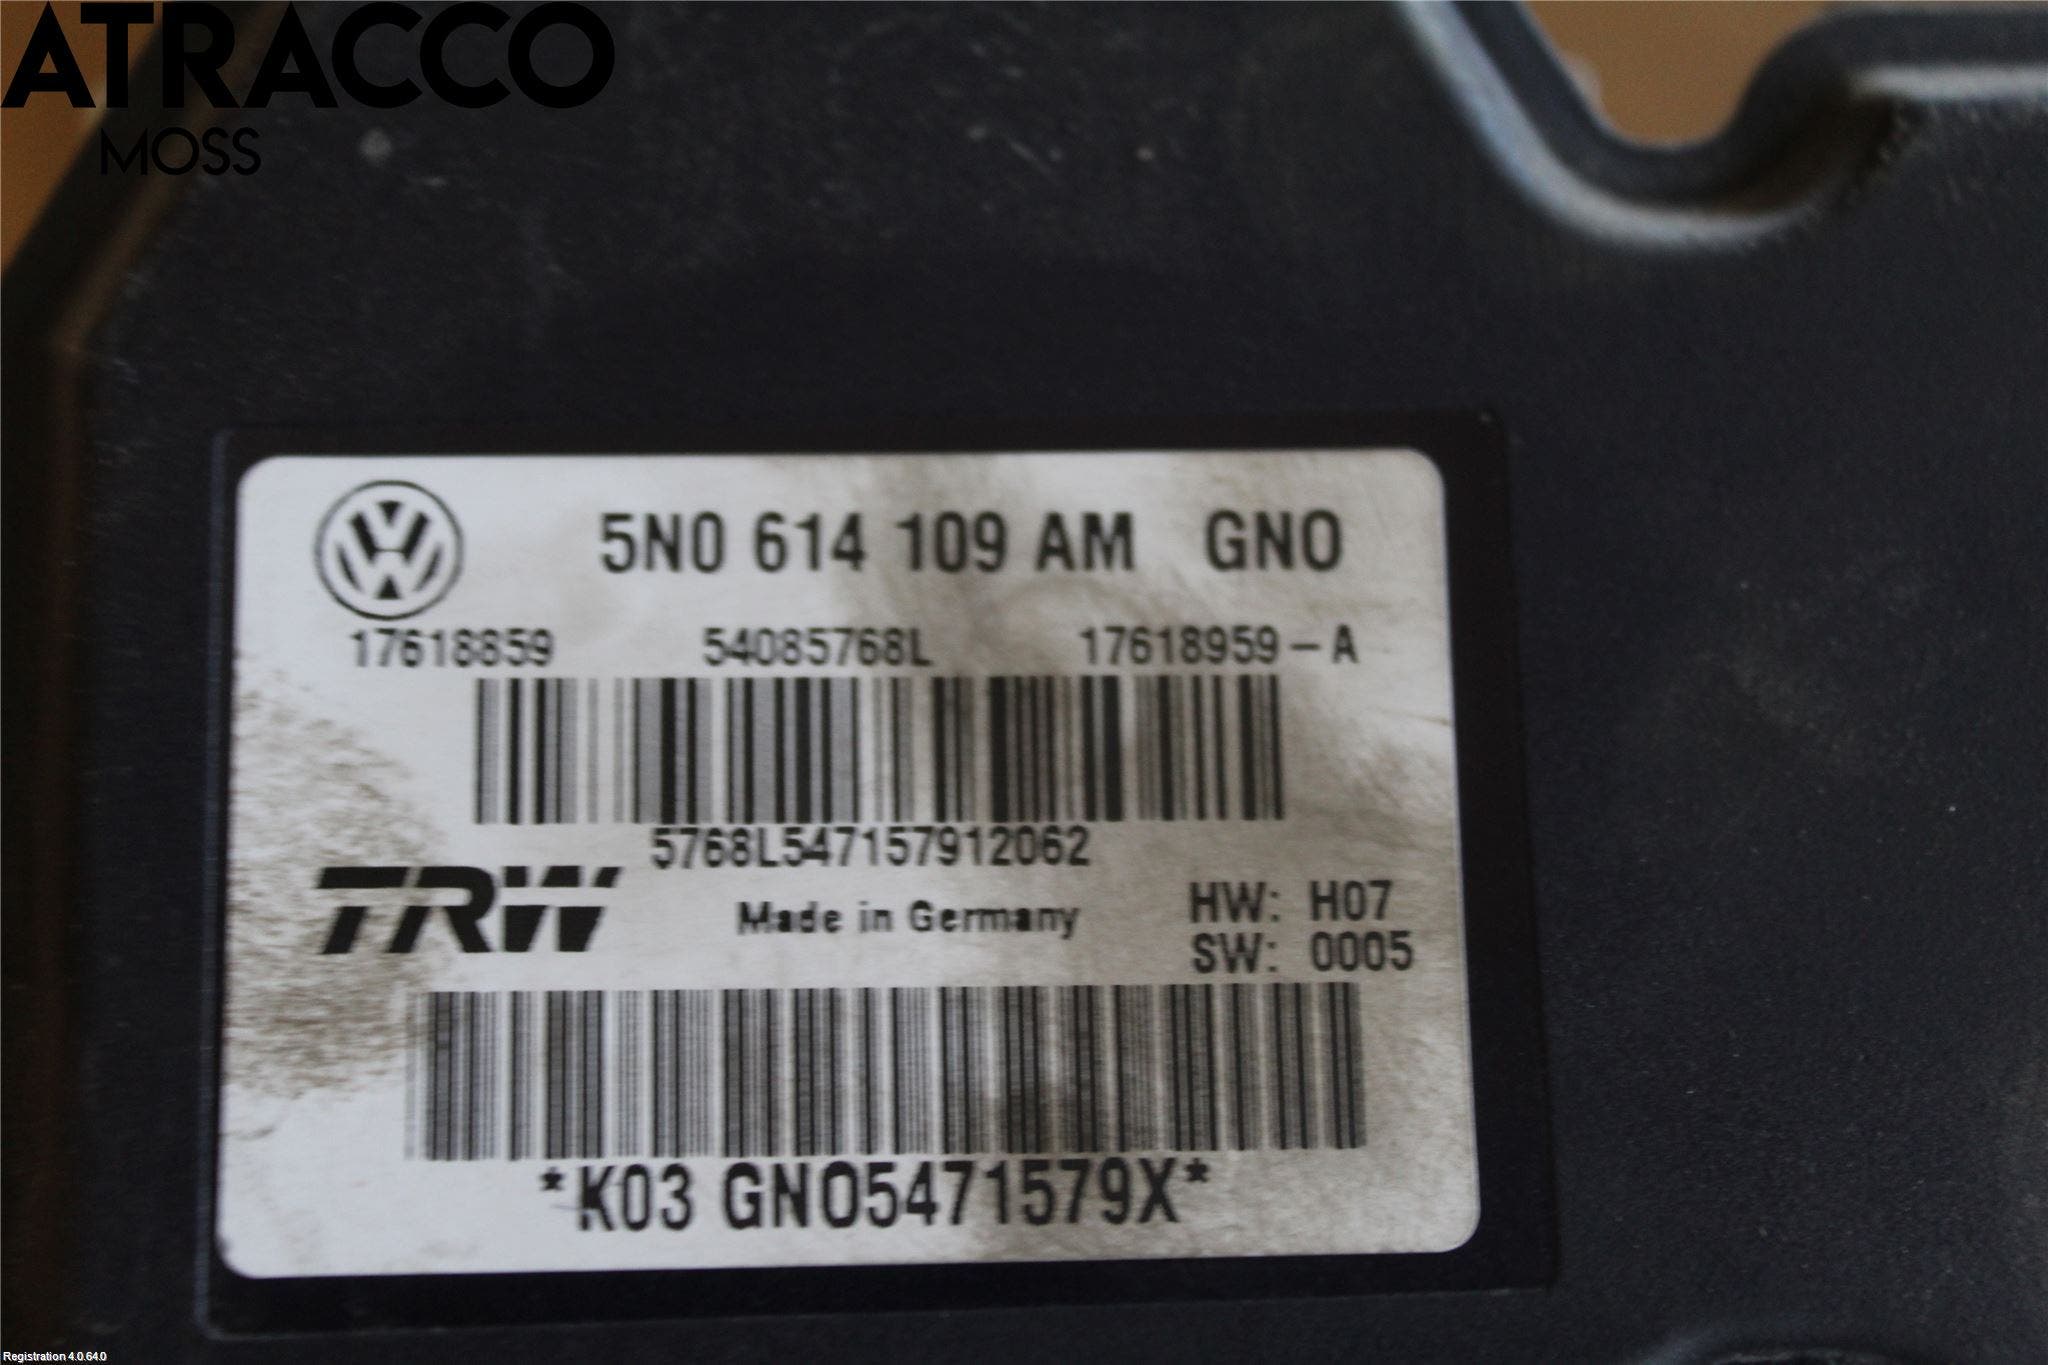 ATRACCO
MOSS
5N0 614 109 AM GNO
17618859 54085768L 17618959-A
5768L547157912062
TRW Made in Germany HW: H07
SW: 0005
*K03 GNO5471579X*
Registration 4.0.64.0